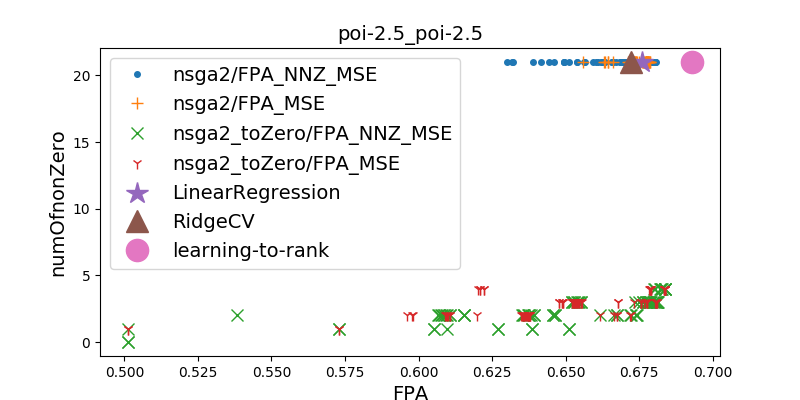 poi-2.5_poi-2.5
numOfnonZero
20
15
10
5
0
nsga2/FPA_NNZ_MSE
nsga2/FPA_MSE
nsga2_toZero/FPA_NNZ_MSE
nsga2_toZero/FPA_MSE
LinearRegression
RidgeCV
learning-to-rank
0.500 0.525 0.550 0.575 0.600 0.625 0.650 0.675 0.700
FPA